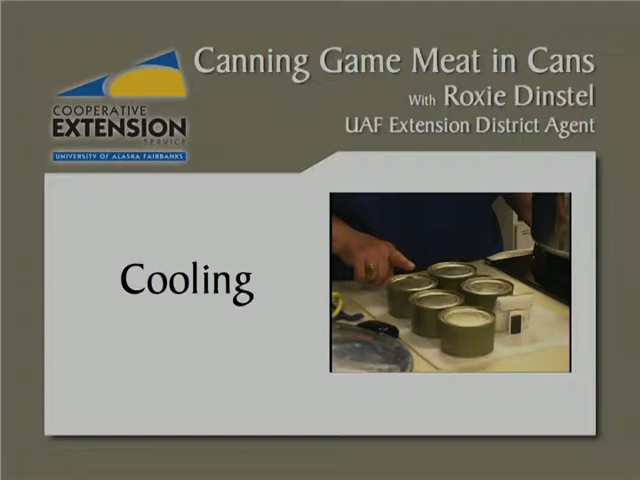 Canning Game Meat in Cans
With Roxie Dinstel
UAF Extension District Agent
COOPERATIVE
EXTENSION
SERVICE
UNIVERSITY OF ALASKA FAIRBANKS
Cooling